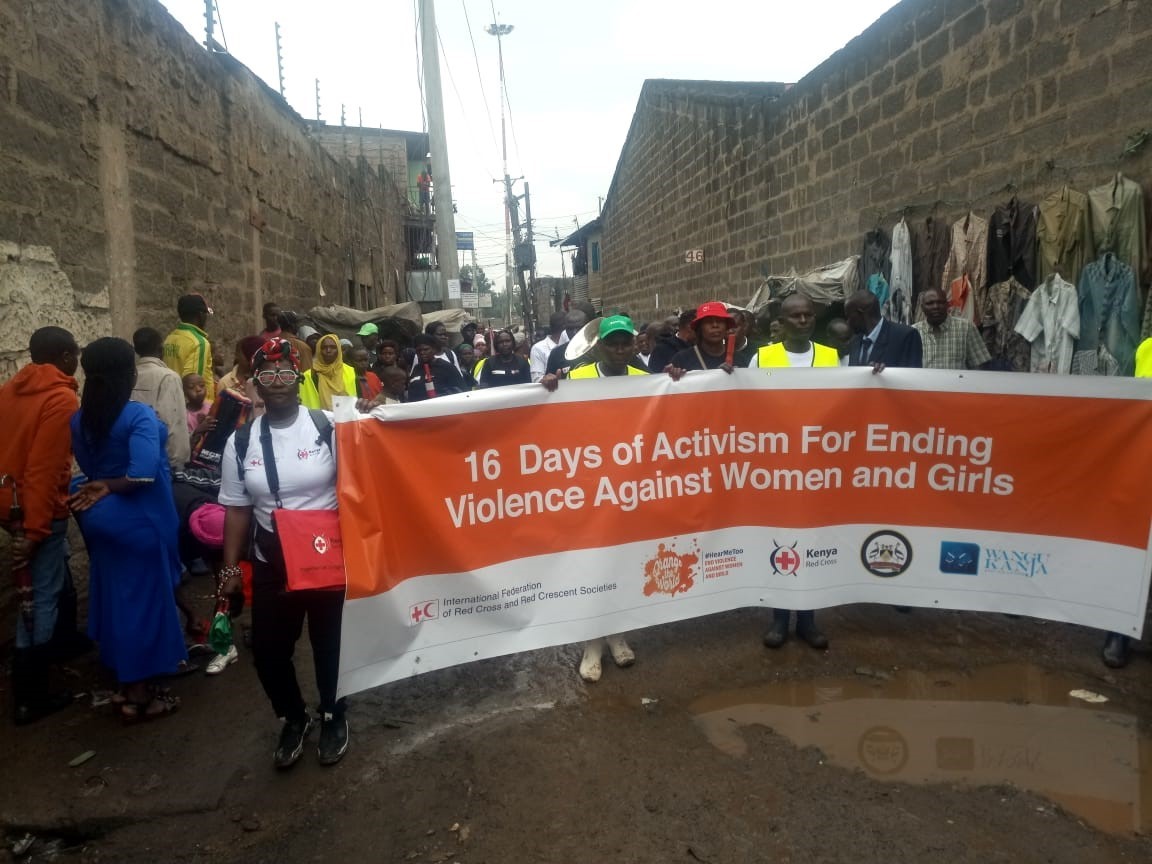 46
16 Days of Activism For Ending
Violence Against Women and Girls
International Federation
of Red Cross and Red Crescent Societies
Orange
the World
#HearMeToo
END VIOLENCE
AGAINST WOMEN
AND GIRLS
Kenya
Red Cross
WANGU
KANJA